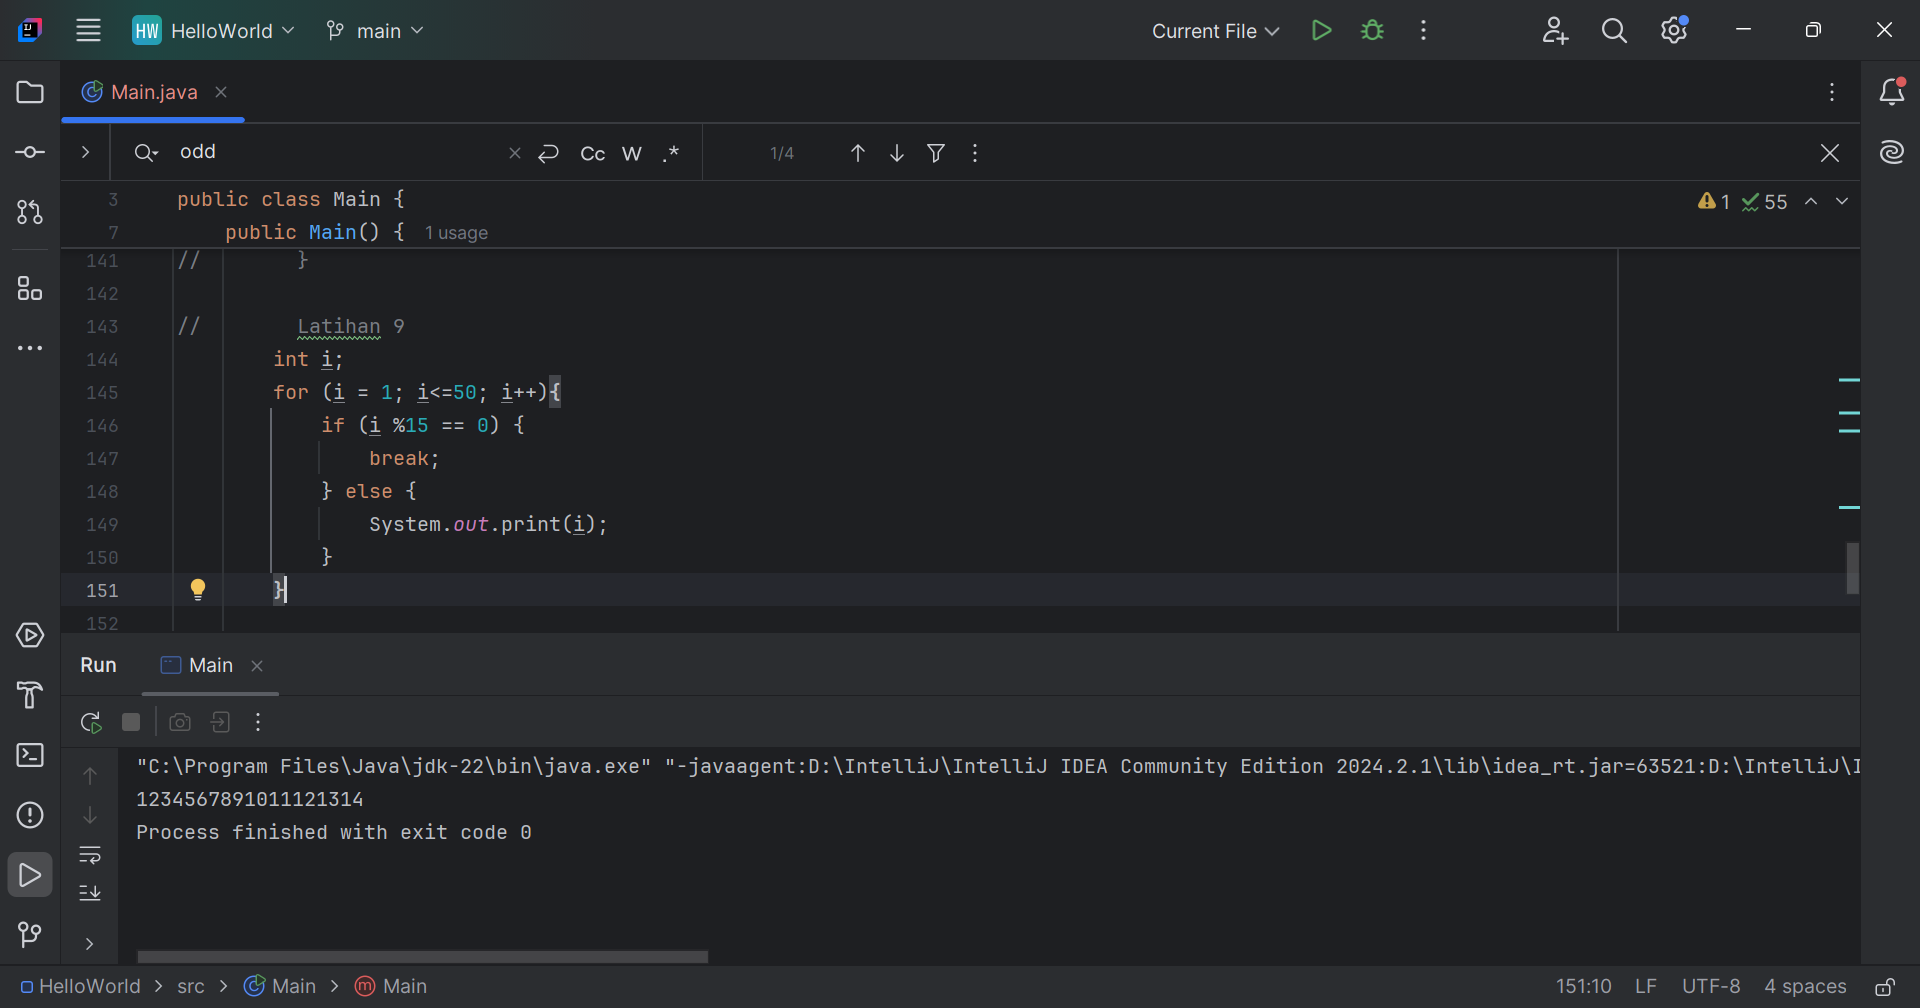 HW HelloWorld main Current File
Main.java
odd Cc W .* 1/4
3 public class Main { 1 55
7 public Main() { 1 usage
141 // }
142
143 // Latihan 9
144 int i;
145 for (i = 1; i<=50; i++){
146 if (i %15 == 0) {
147 break;
148 } else {
149 System.out.print(i);
150 }
151 }
152
Run Main
"C:\Program Files\Java\jdk-22\bin\java.exe" "-javaagent:D:\IntelliJ\IntelliJ IDEA Community Edition 2024.2.1\lib\idea_rt.jar=63521:D:\IntelliJ\I
1234567891011121314
Process finished with exit code 0
HelloWorld > src > Main > m Main 151:10 LF UTF-8 4 spaces